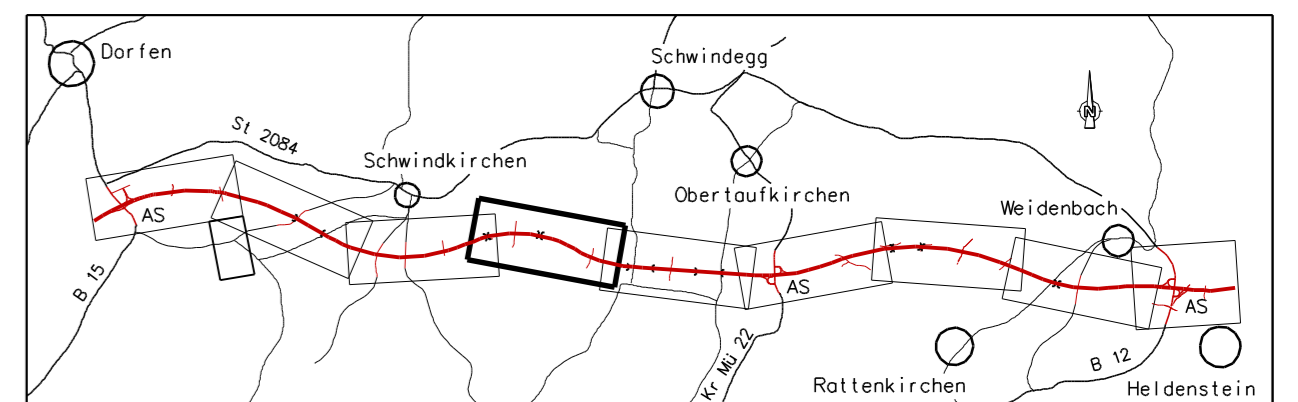 Dorfen
Schwindegg
N
St 2084
Schwindkirchen
Obertaufkirchen
Weidenbach
AS
B 15
AS
AS
Kr Mü 22
B 12
Rattenkirchen
Heldenstein